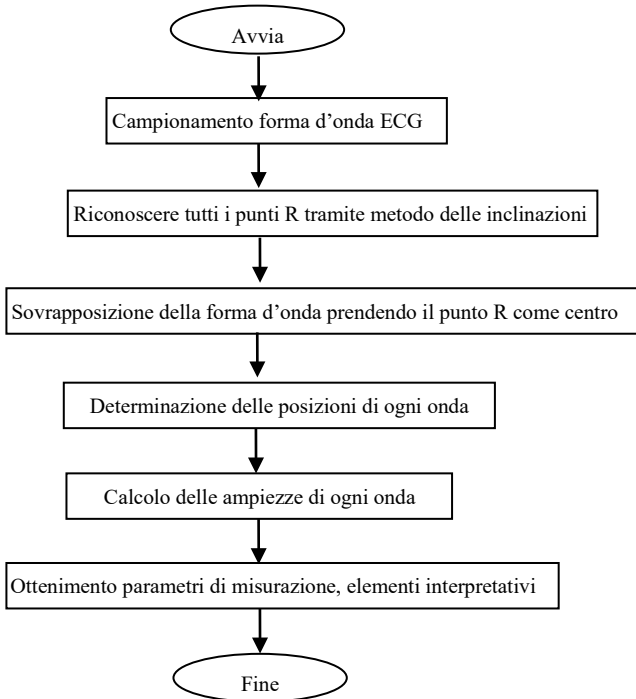 Avvia
Campionamento forma d’onda ECG
Riconoscere tutti i punti R tramite metodo delle inclinazioni
Sovrapposizione della forma d’onda prendendo il punto R come centro
Determinazione delle posizioni di ogni onda
Calcolo delle ampiezze di ogni onda
Ottenimento parametri di misurazione, elementi interpretativi
Fine